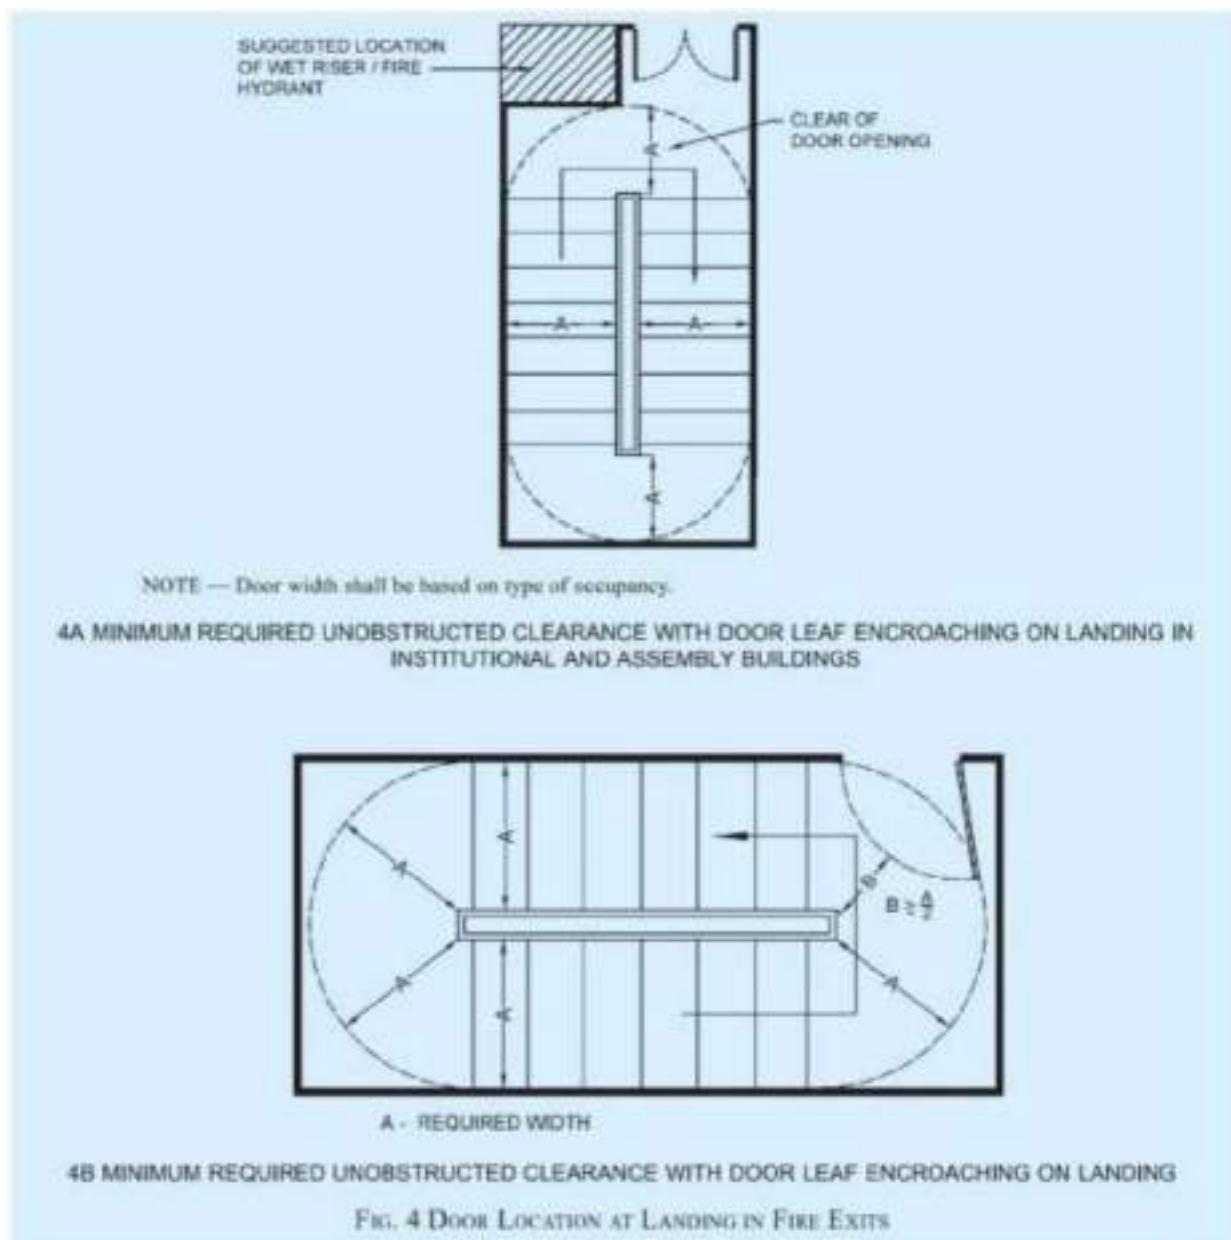 SUGGESTED LOCATION
OF WET RISER / FIRE
HYDRANT
CLEAR OF
DOOR OPENING
A
A
A
A
NOTE — Door width shall be based on type of occupancy.
4A MINIMUM REQUIRED UNOBSTRUCTED CLEARANCE WITH DOOR LEAF ENCROACHING ON LANDING IN
INSTITUTIONAL AND ASSEMBLY BUILDINGS
A
A
B
B ≥ A/2
A
A
A
A - REQUIRED WIDTH
4B MINIMUM REQUIRED UNOBSTRUCTED CLEARANCE WITH DOOR LEAF ENCROACHING ON LANDING
FIG. 4 DOOR LOCATION AT LANDING IN FIRE EXITS